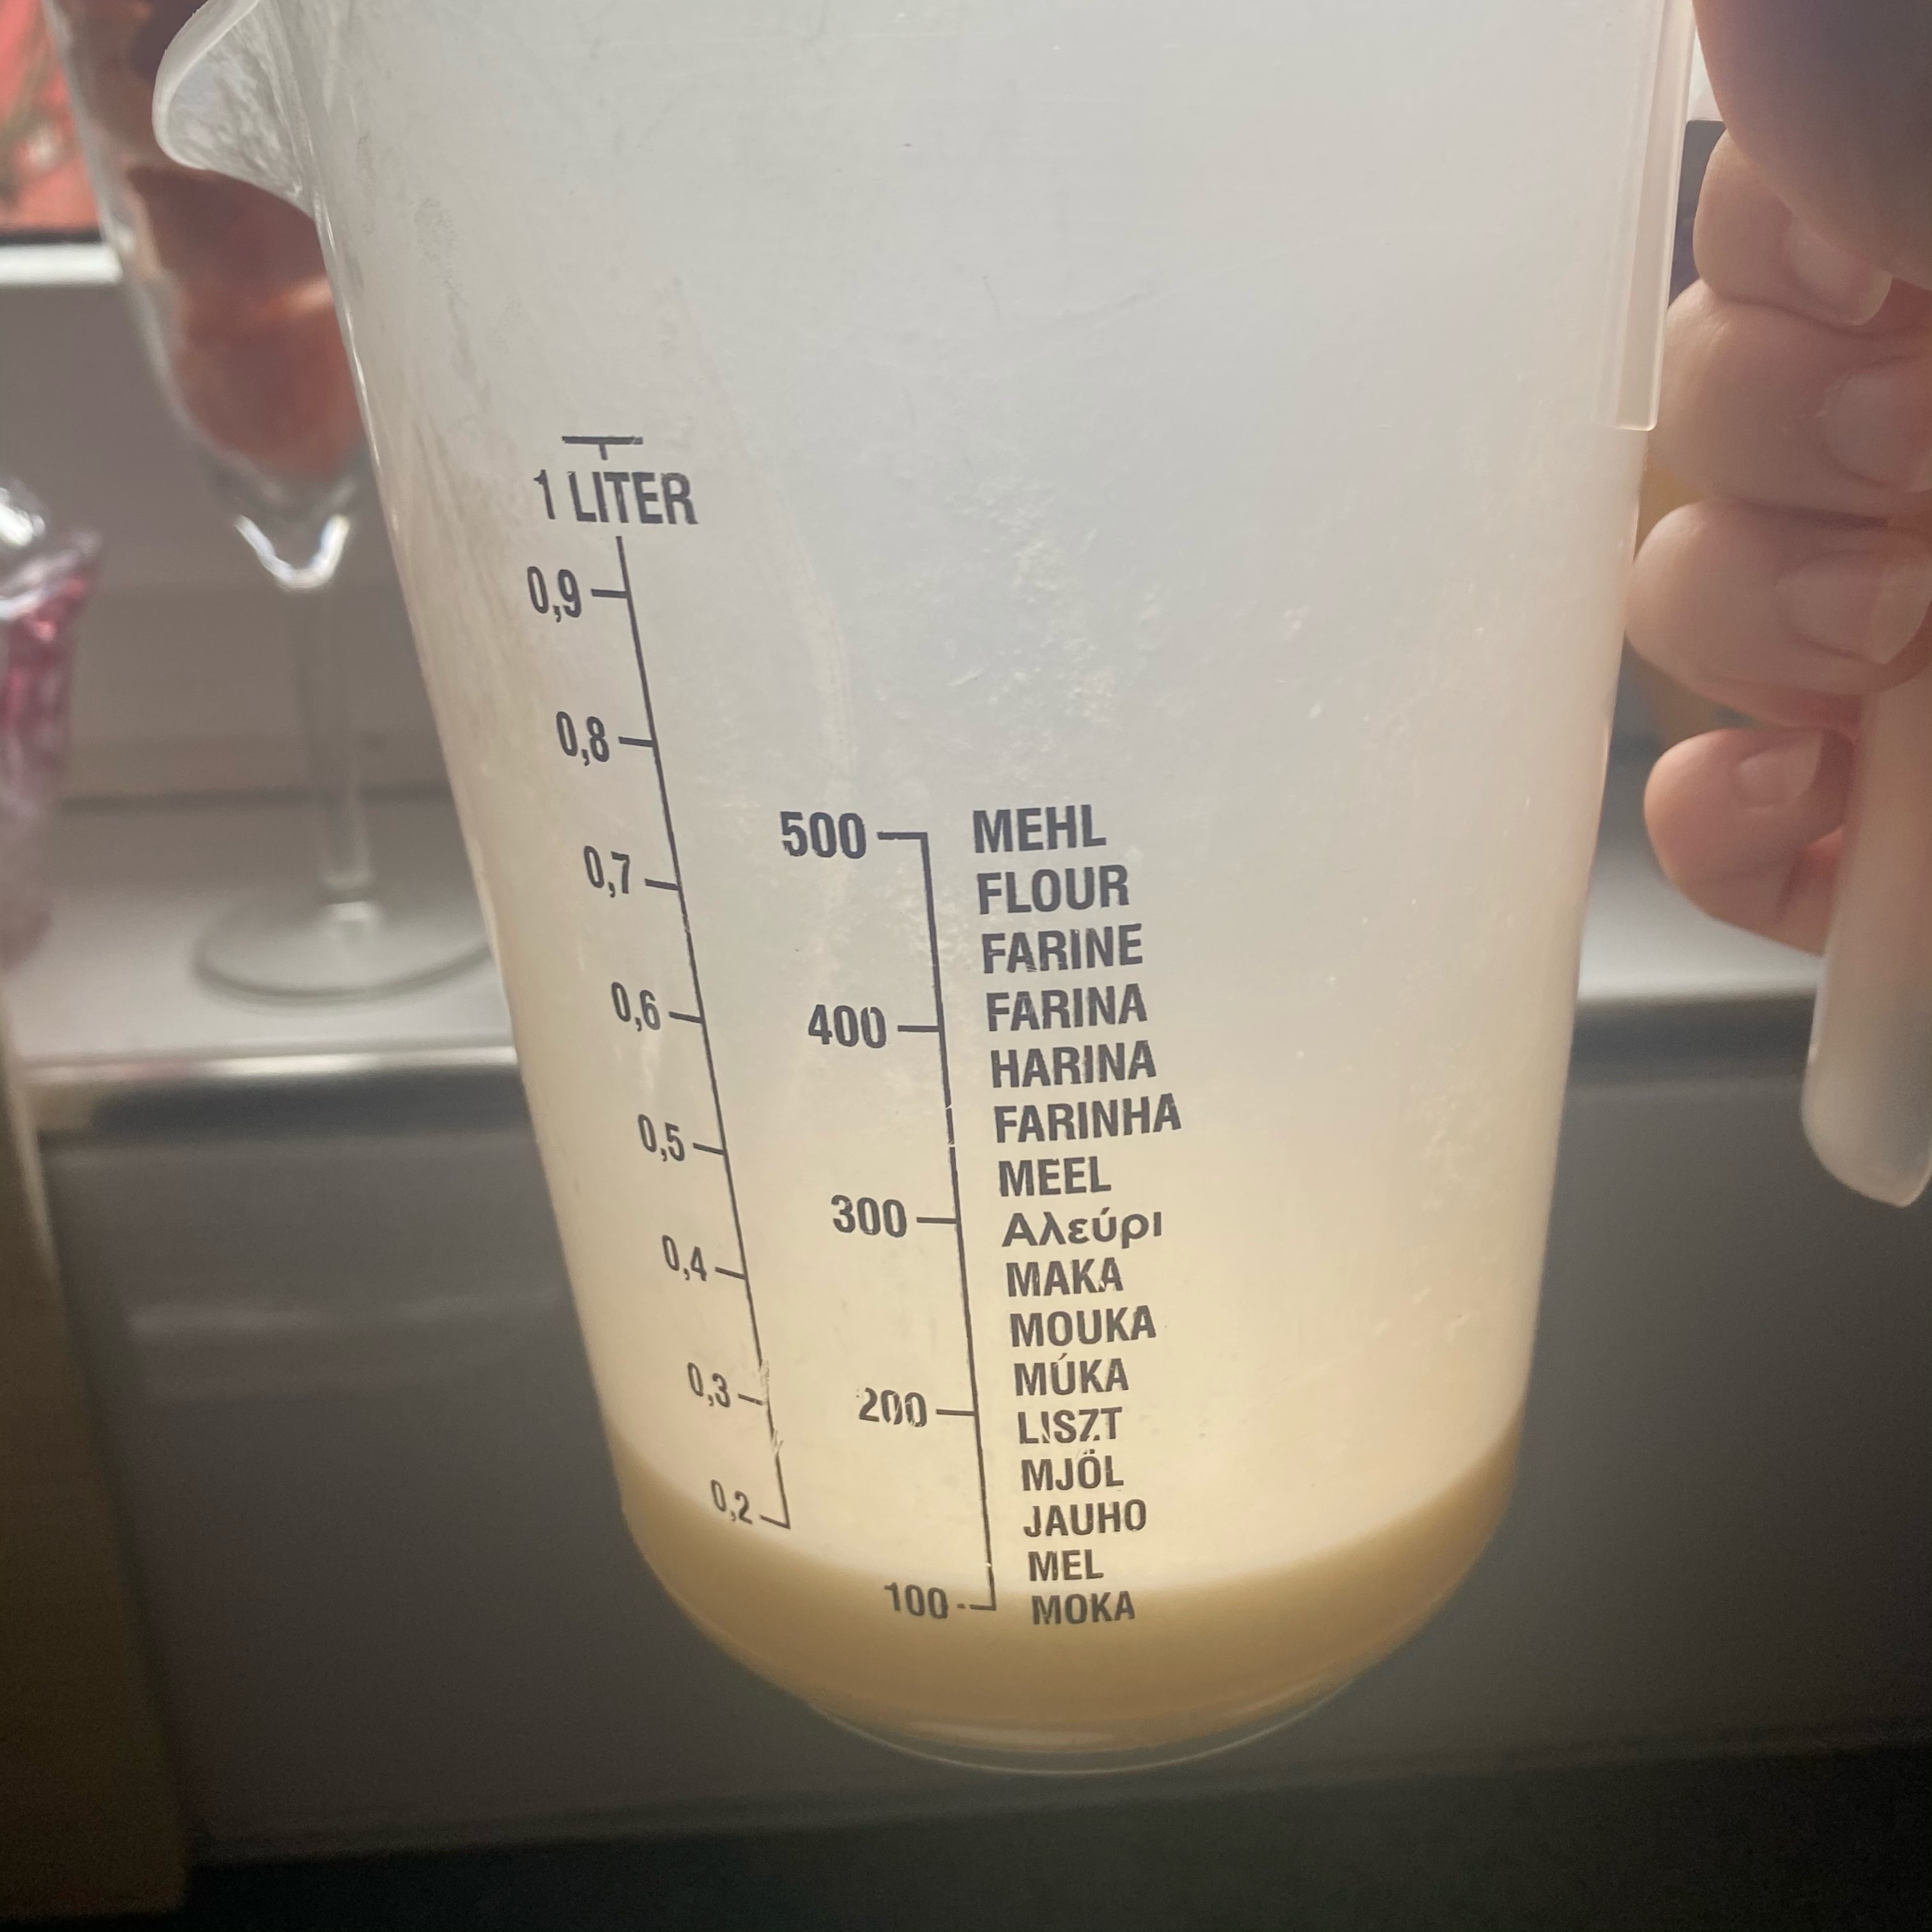 1 LITER
0,9
0,8
0,7
0,6
0,5
0,4
0,3
0,2
500
400
300
200
100
MEHL
FLOUR
FARINE
FARINA
HARINA
FARINHA
MEEL
Αλεύρι
MAKA
MOUKA
MÚKA
LISZT
MJÖL
JAUHO
MEL
MOKA